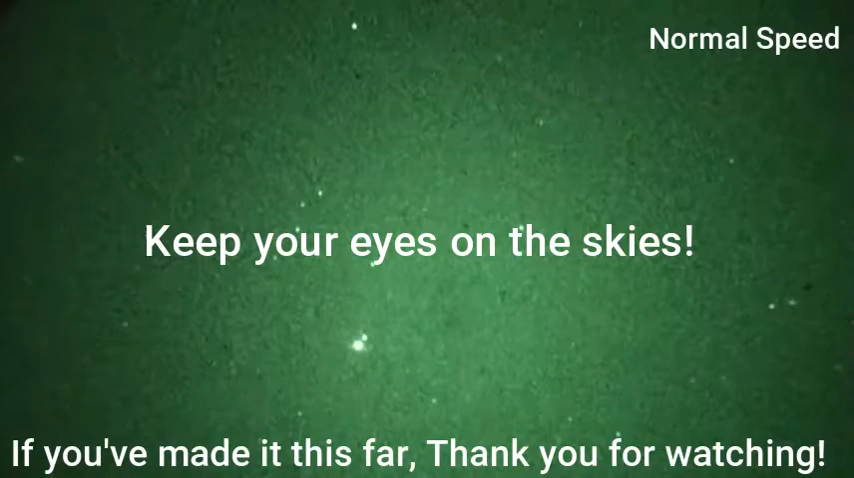 Normal Speed
Keep your eyes on the skies!
If you've made it this far, Thank you for watching!